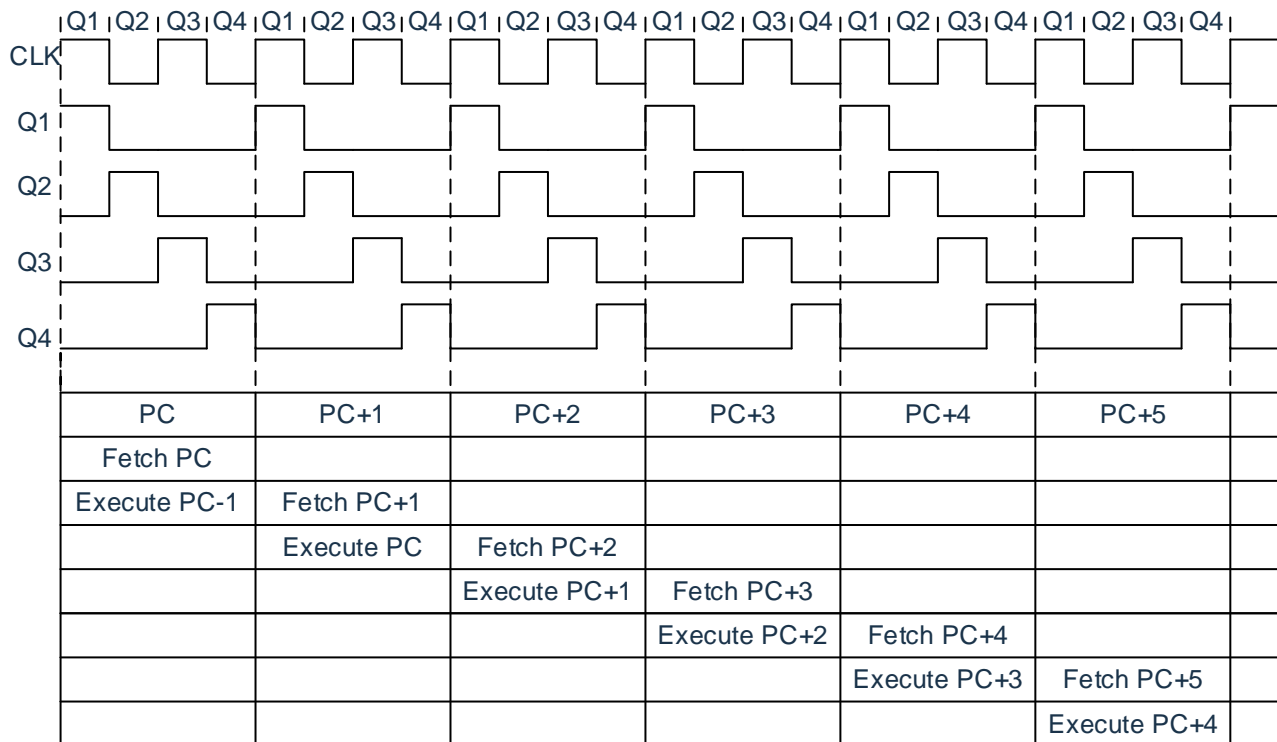 Q1 Q2 Q3 Q4 Q1 Q2 Q3 Q4 Q1 Q2 Q3 Q4 Q1 Q2 Q3 Q4 Q1 Q2 Q3 Q4 Q1 Q2 Q3 Q4
CLK
Q1
Q2
Q3
Q4
PC PC+1 PC+2 PC+3 PC+4 PC+5
Fetch PC
Execute PC-1 Fetch PC+1
Execute PC Fetch PC+2
Execute PC+1 Fetch PC+3
Execute PC+2 Fetch PC+4
Execute PC+3 Fetch PC+5
Execute PC+4